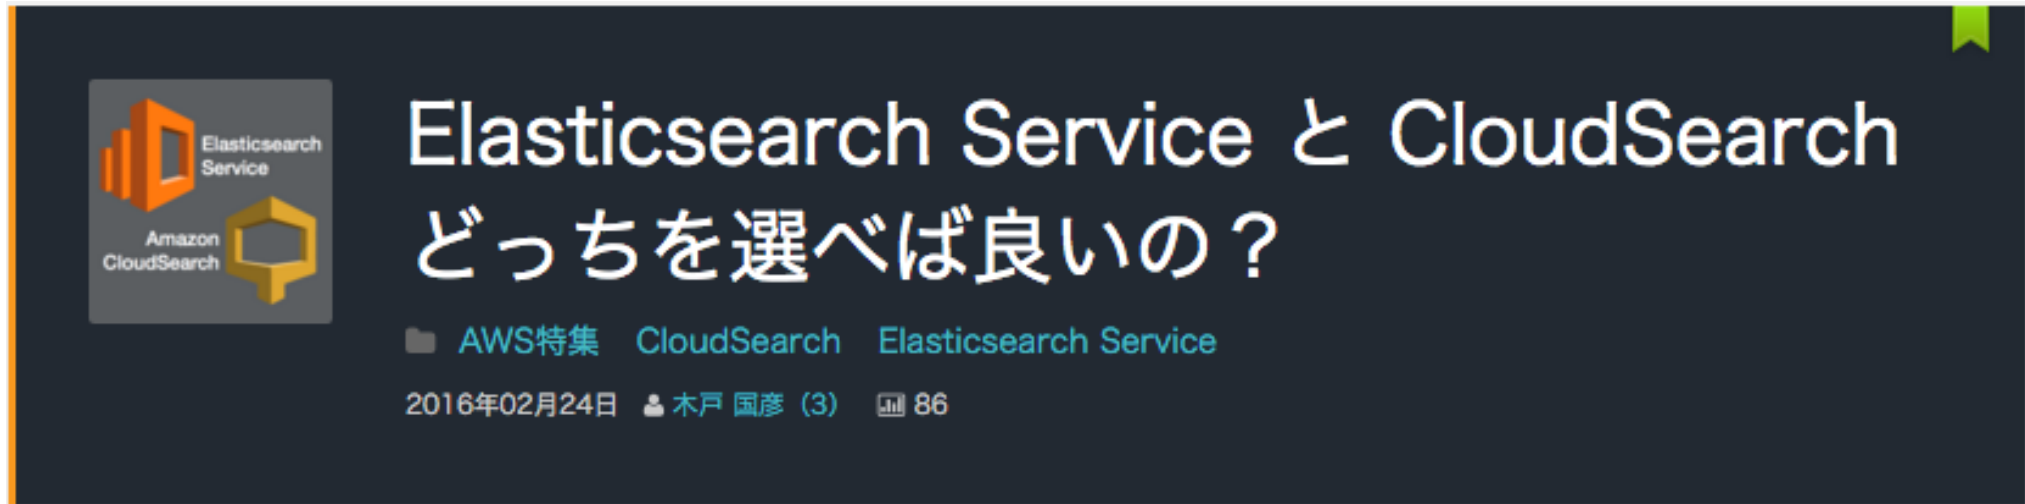 Elasticsearch
Service
Amazon
CloudSearch
Elasticsearch Service と CloudSearch
どっちを選べば良いの？
AWS特集 CloudSearch Elasticsearch Service
2016年02月24日 木戸 国彦（3） 86